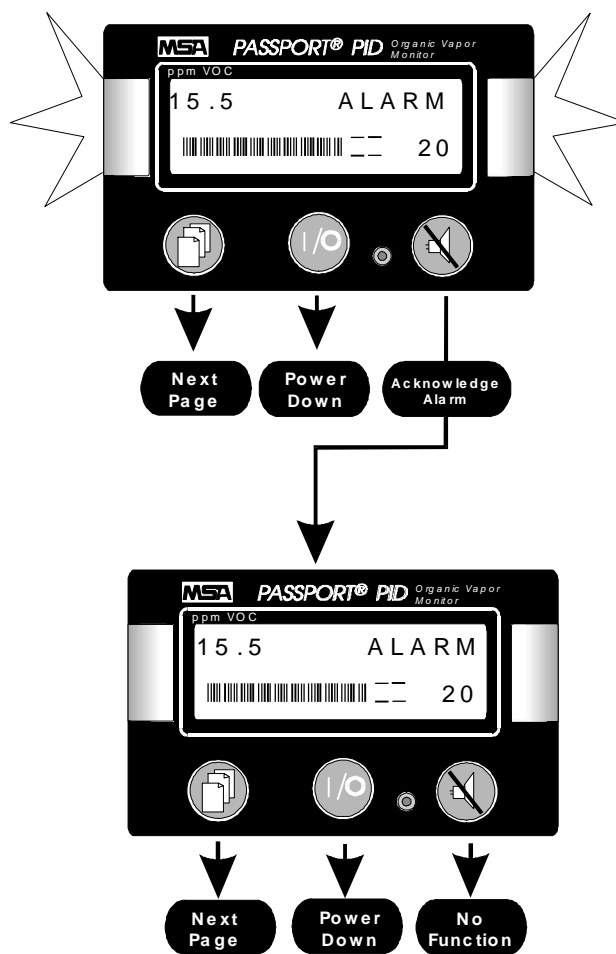 MSA PASSPORT® PID Organic Vapor
Monitor
ppm VOC
15.5 ALARM
20
I/O
Next
Page
Power
Down
Acknowledge
Alarm
MSA PASSPORT® PID Organic Vapor
Monitor
ppm VOC
15.5 ALARM
20
I/O
Next
Page
Power
Down
No
Function